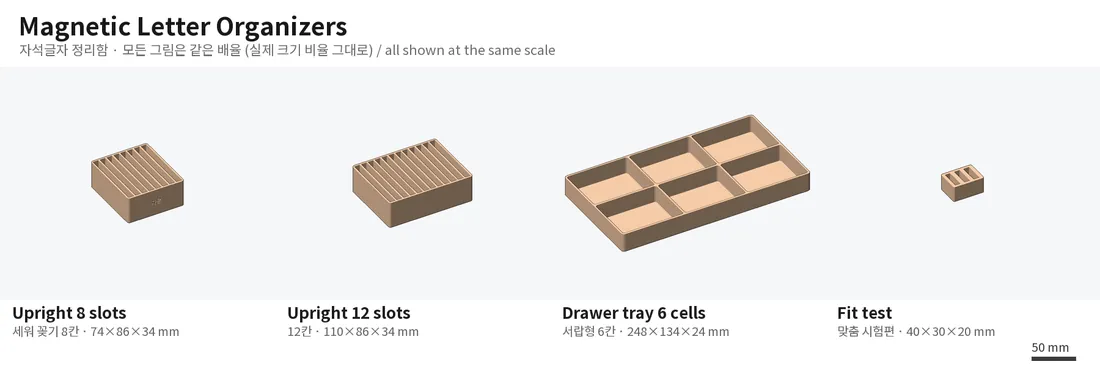 Magnetic Letter Organizers
자석글자 정리함 · 모든 그림은 같은 배율 (실제 크기 비율 그대로) / all shown at the same scale
Upright 8 slots
세워 꽂기 8칸 · 74×86×34 mm
Upright 12 slots
12칸 · 110×86×34 mm
Drawer tray 6 cells
서랍형 6칸 · 248×134×24 mm
Fit test
맞춤 시험편 · 40×30×20 mm
50 mm